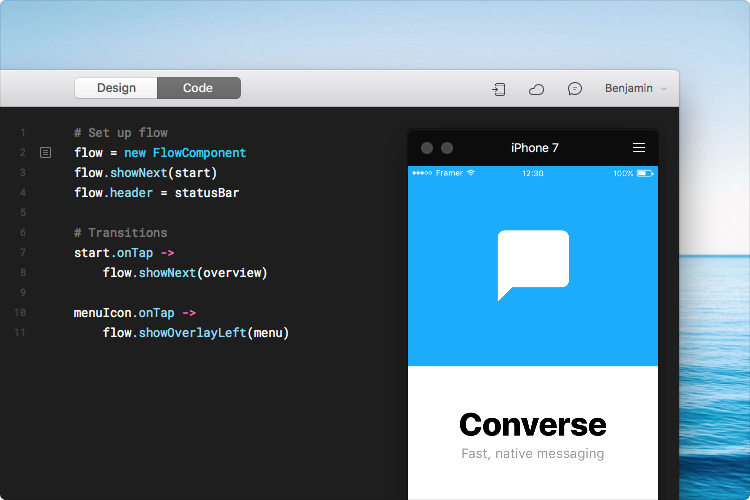 Design
Code
Benjamin
1 # Set up flow
2 flow = new FlowComponent
3 flow.showNext(start)
4 flow.header = statusBar
5
6 # Transitions
7 start.onTap ->
8 flow.showNext(overview)
9
10 menuIcon.onTap ->
11 flow.showOverlayLeft(menu)
iPhone 7
Framer 12:30 100%
Converse
Fast, native messaging